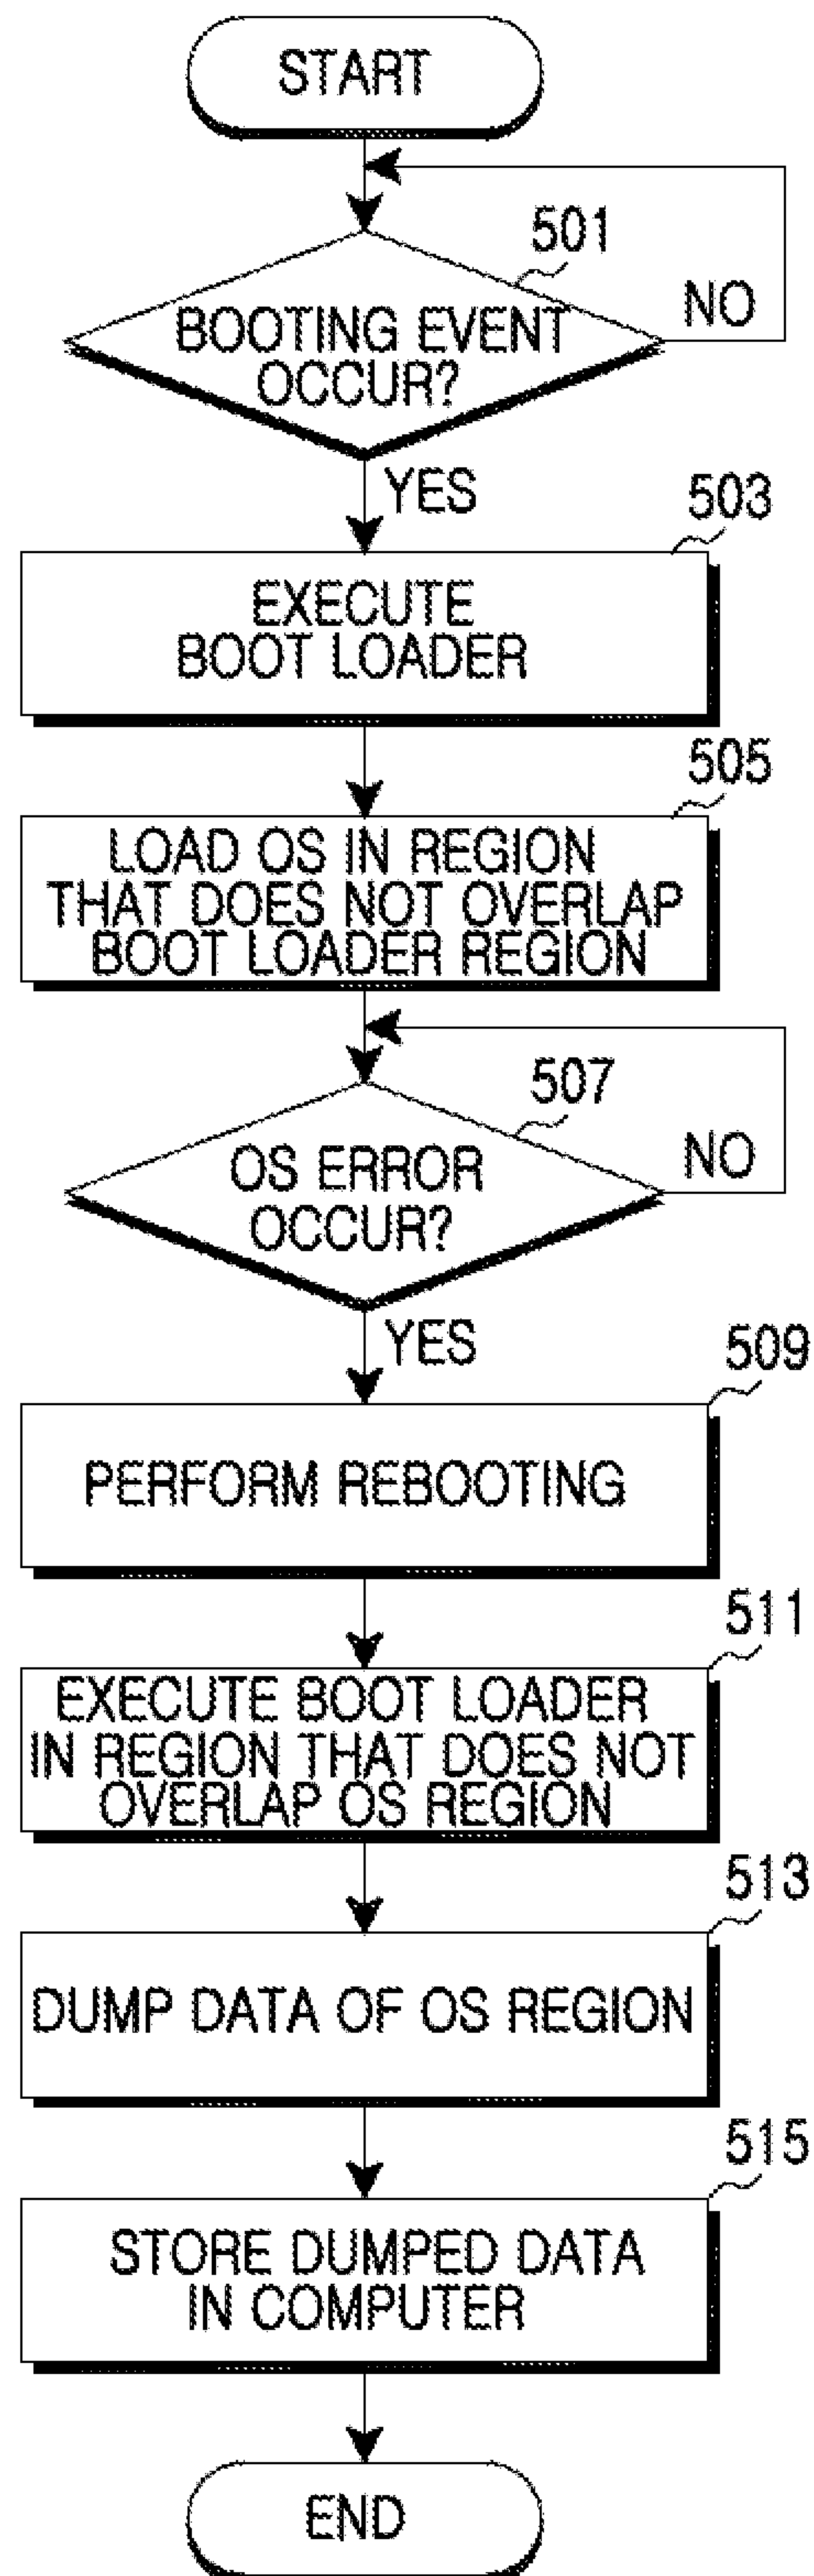 START
501
BOOTING EVENT
OCCUR?
NO
YES
503
EXECUTE
BOOT LOADER
505
LOAD OS IN REGION
THAT DOES NOT OVERLAP
BOOT LOADER REGION
507
OS ERROR
OCCUR?
NO
YES
509
PERFORM REBOOTING
511
EXECUTE BOOT LOADER
IN REGION THAT DOES NOT
OVERLAP OS REGION
513
DUMP DATA OF OS REGION
515
STORE DUMPED DATA
IN COMPUTER
END